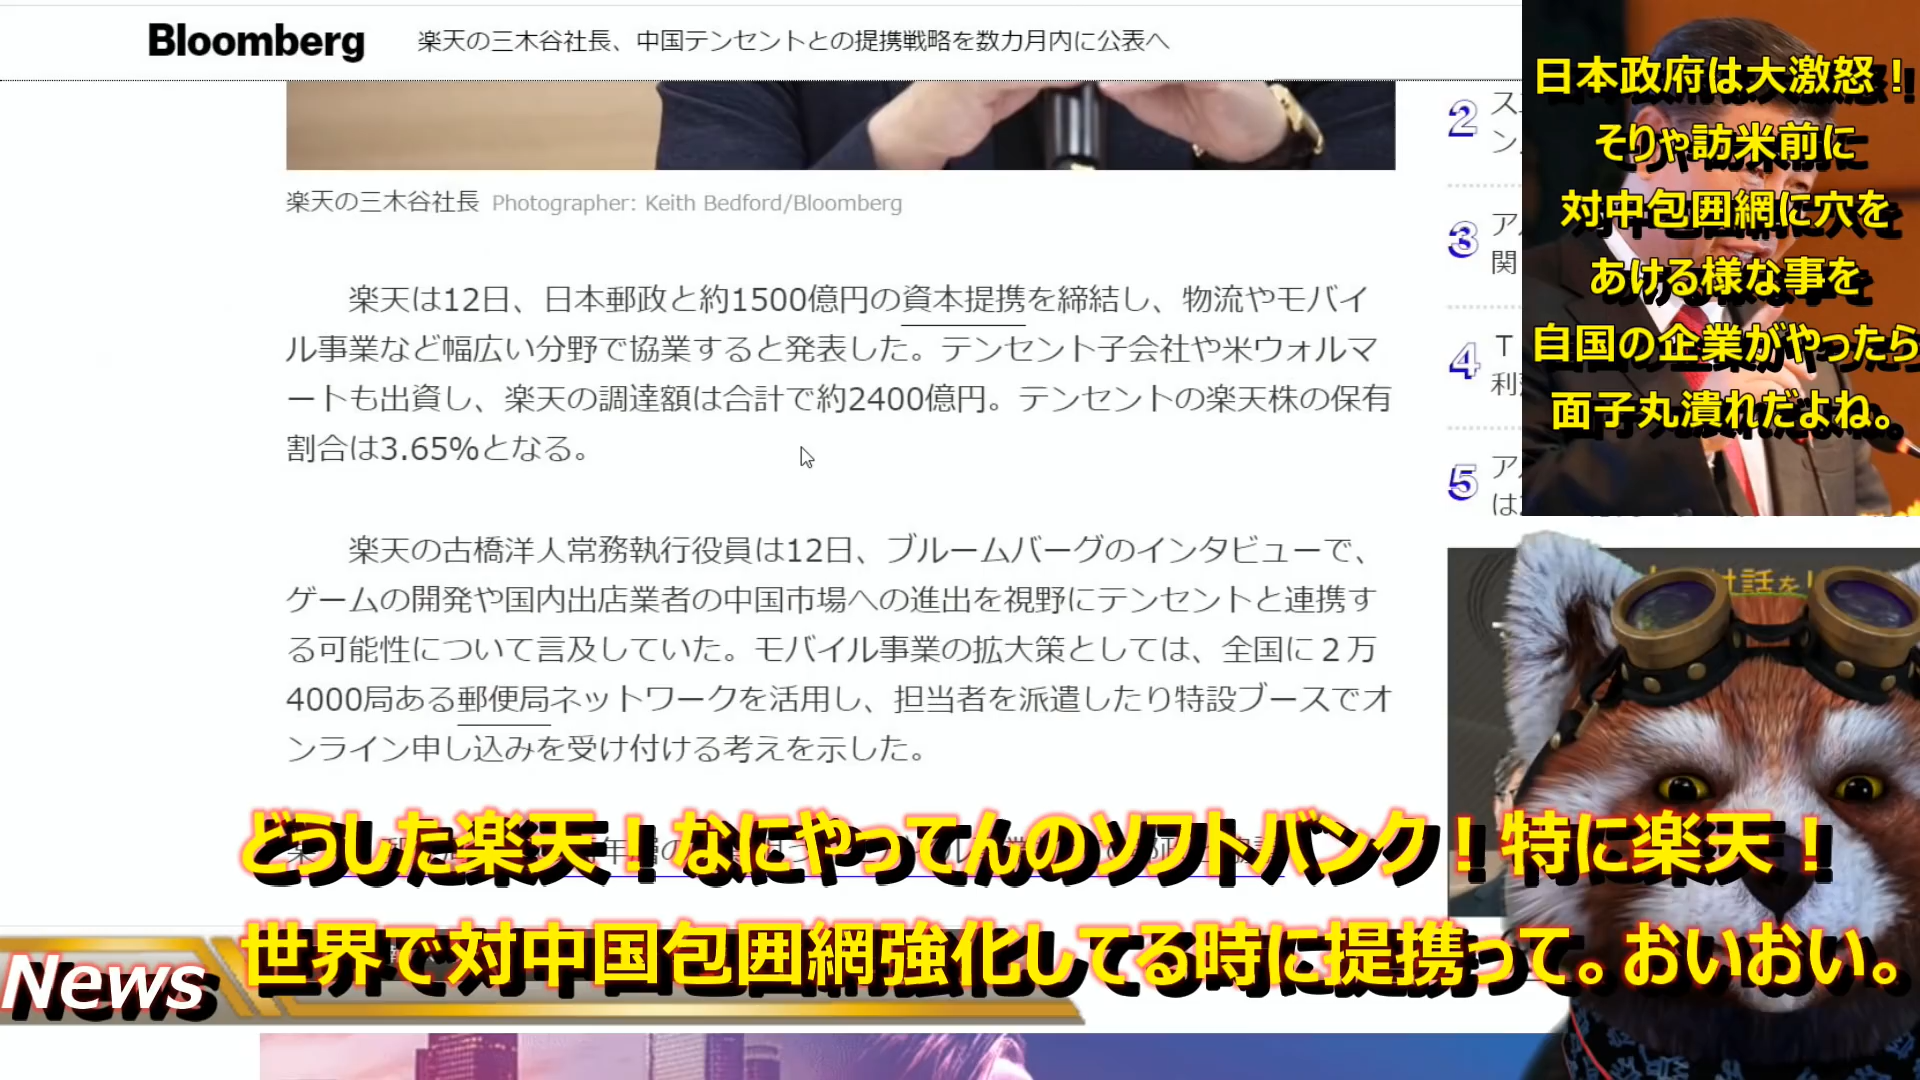 Bloomberg
楽天の三木谷社長、中国テンセントとの提携戦略を数カ月内に公表へ
楽天の三木谷社長 Photographer: Keith Bedford/Bloomberg
楽天は12日、日本郵政と約1500億円の資本提携を締結し、物流やモバイ
ル事業など幅広い分野で協業すると発表した。テンセント子会社や米ウォルマ
ートも出資し、楽天の調達額は合計で約2400億円。テンセントの楽天株の保有
割合は3.65%となる。
楽天の古橋洋人常務執行役員は12日、ブルームバーグのインタビューで、
ゲームの開発や国内出店業者の中国市場への進出を視野にテンセントと連携す
る可能性について言及していた。モバイル事業の拡大策としては、全国に２万
4000局ある郵便局ネットワークを活用し、担当者を派遣したり特設ブースでオ
ンライン申し込みを受け付ける考えを示した。
2
ン
3
ア
関
4
T
利
5
ア
は
日本政府は大激怒！
そりゃ訪米前に
対中包囲網に穴を
あける様な事を
自国の企業がやったら
面子丸潰れだよね。
どうした楽天！なにやってんのソフトバンク！特に楽天！
世界で対中国包囲網強化してる時に提携って。おいおい。
News